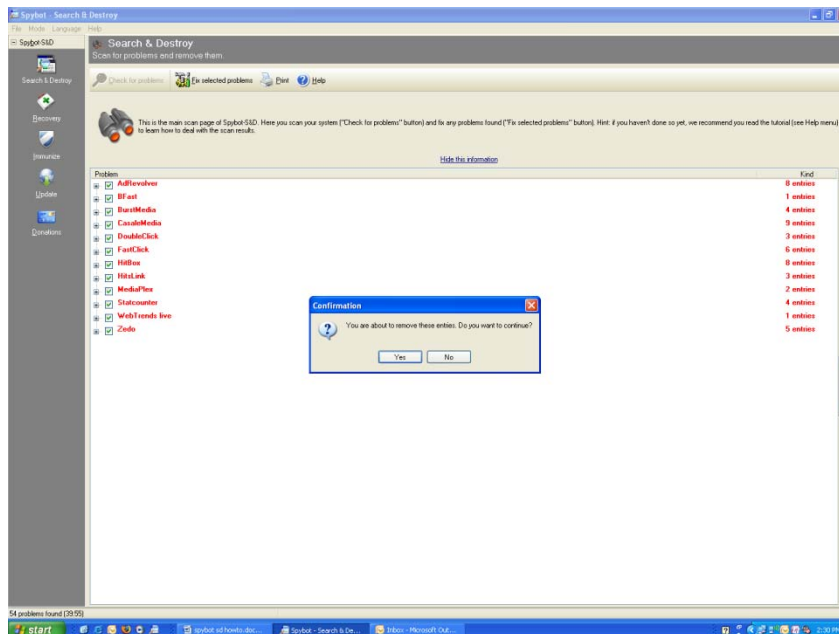 Spybot - Search & Destroy
File Mode Language Help
Spybot-S&D
Search & Destroy
Recovery
Immunize
Update
Donations
Search & Destroy
Scan for problems and remove them.
Check for problems
Fix selected problems
Print
Help
This is the main scan page of Spybot-S&D. Here you scan your system ("Check for problems" button) and fix any problems found ("Fix selected problems" button). Hint: if you haven't done so yet, we recommend you read the tutorial (see Help menu)
to learn how to deal with the scan results.
Hide this information
Problem Kind
AdRevolver 8 entries
BFast 1 entries
BurstMedia 4 entries
CasaleMedia 9 entries
DoubleClick 3 entries
FastClick 6 entries
HitBox 8 entries
HitsLink 3 entries
MediaPlex 2 entries
Statcounter 4 entries
WebTrends live 1 entries
Zedo 5 entries
Confirmation
You are about to remove these entries. Do you want to continue?
Yes No
54 problems found (39:55)
start
spybot sd howto.doc...
Spybot - Search & De...
Inbox - Microsoft Out...
2:30 PM